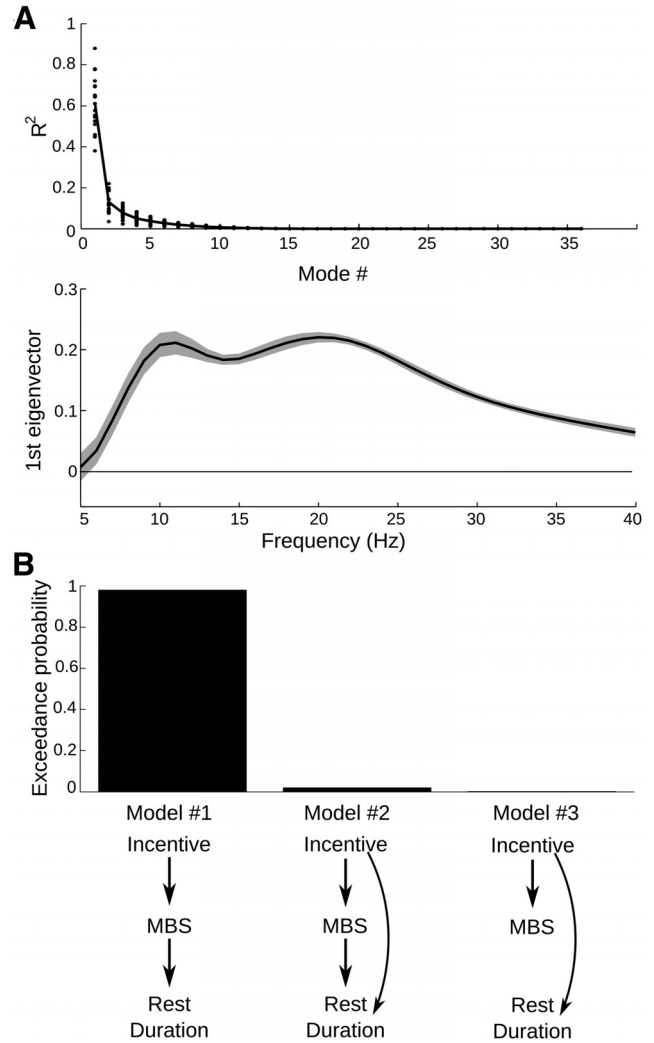 A
1
0.8
0.6
0.4
0.2
0
R2
0 5 10 15 20 25 30 35
Mode #
0.3
0.2
0.1
0
1st eigenvector
5 10 15 20 25 30 35 40
Frequency (Hz)
B
1
0.8
0.6
0.4
0.2
0
Exceedance probability
Model #1 Model #2 Model #3
Incentive Incentive Incentive
MBS MBS MBS
Rest Rest Rest
Duration Duration Duration